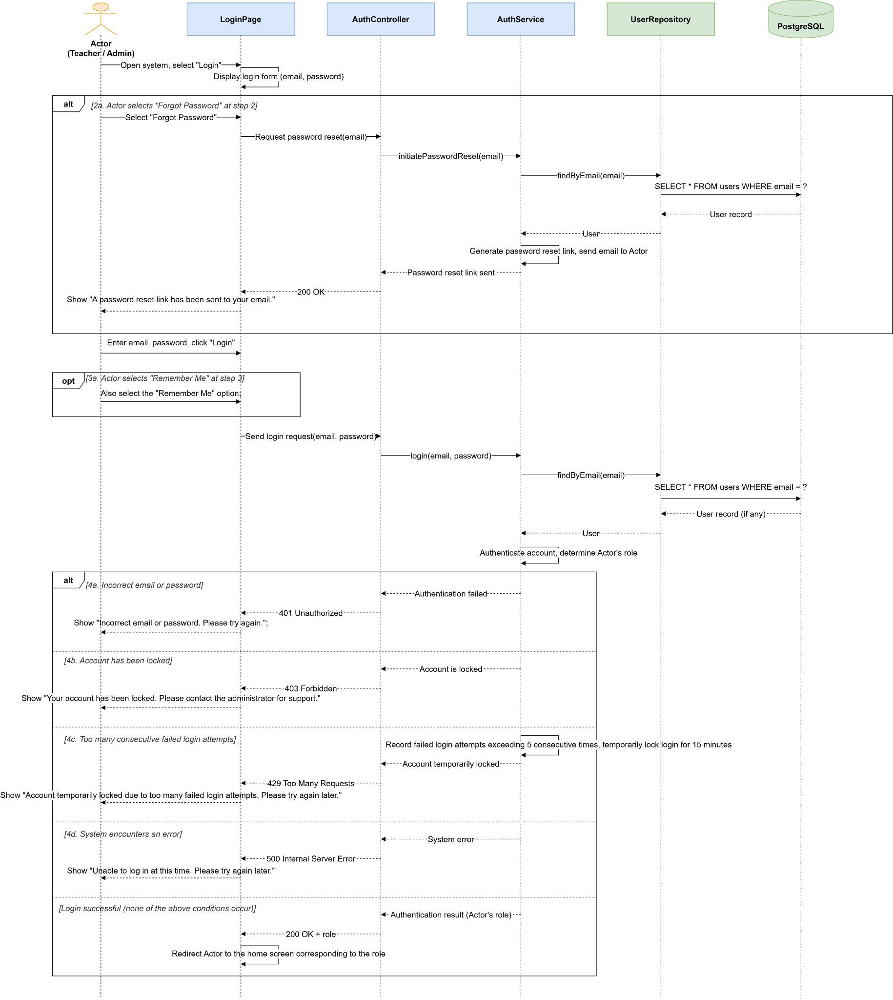 Actor
(Teacher / Admin)
LoginPage
AuthController
AuthService
UserRepository
PostgreSQL
Open system, select "Login"
Display login form (email, password)
alt
[2a. Actor selects "Forgot Password" at step 2]
Select "Forgot Password"
Request password reset(email)
initiatePasswordReset(email)
findByEmail(email)
SELECT * FROM users WHERE email = ?
User record
User
Generate password reset link, send email to Actor
Password reset link sent
200 OK
Show "A password reset link has been sent to your email."
Enter email, password, click "Login"
opt
[3a. Actor selects "Remember Me" at step 3]
Also select the "Remember Me" option;
Send login request(email, password)
login(email, password)
findByEmail(email)
SELECT * FROM users WHERE email = ?
User record (if any)
User
Authenticate account, determine Actor's role
alt
[4a. Incorrect email or password]
Authentication failed
401 Unauthorized
Show "Incorrect email or password. Please try again.";
[4b. Account has been locked]
Account is locked
403 Forbidden
Show "Your account has been locked. Please contact the administrator for support."
[4c. Too many consecutive failed login attempts]
Record failed login attempts exceeding 5 consecutive times, temporarily lock login for 15 minutes
Account temporarily locked
429 Too Many Requests
Show "Account temporarily locked due to too many failed login attempts. Please try again later."
[4d. System encounters an error]
System error
500 Internal Server Error
Show "Unable to log in at this time. Please try again later."
[Login successful (none of the above conditions occur)]
Authentication result (Actor's role)
200 OK + role
Redirect Actor to the home screen corresponding to the role